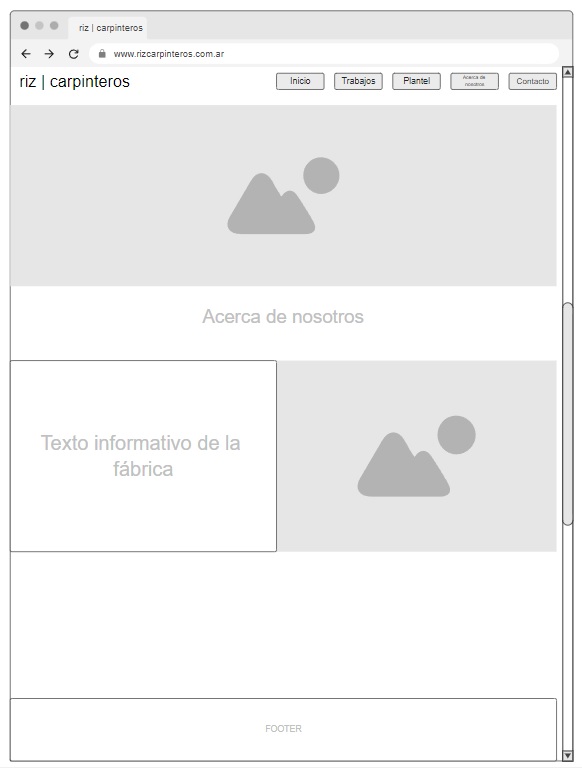 riz | carpinteros
www.rizcarpinteros.com.ar
riz | carpinteros
Inicio
Trabajos
Plantel
Acerca de
nosotros
Contacto
Acerca de nosotros
Texto informativo de la
fábrica
FOOTER